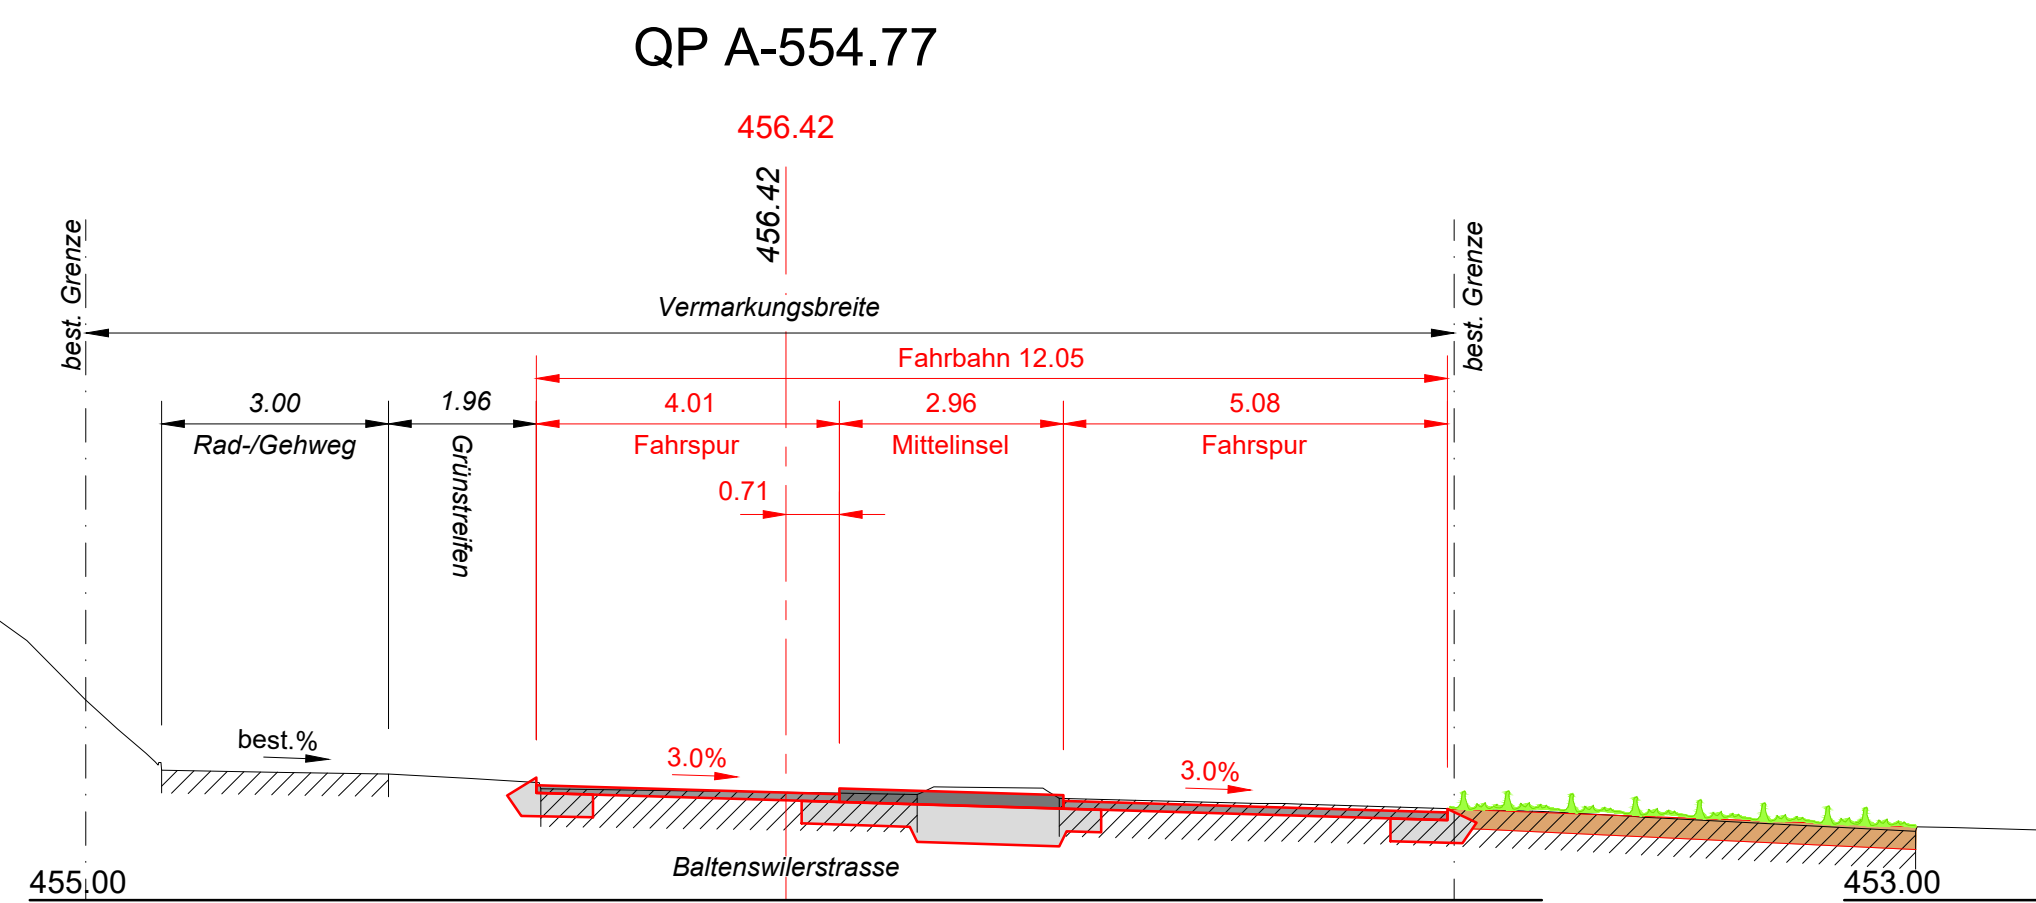 QP A-554.77
456.42
456.42
best. Grenze
best. Grenze
Vermarkungsbreite
Fahrbahn 12.05
3.00
1.96
4.01
2.96
5.08
Rad-/Gehweg
Grünstreifen
Fahrspur
Mittelinsel
Fahrspur
0.71
best.%
3.0%
3.0%
Baltenswilerstrasse
455.00
453.00